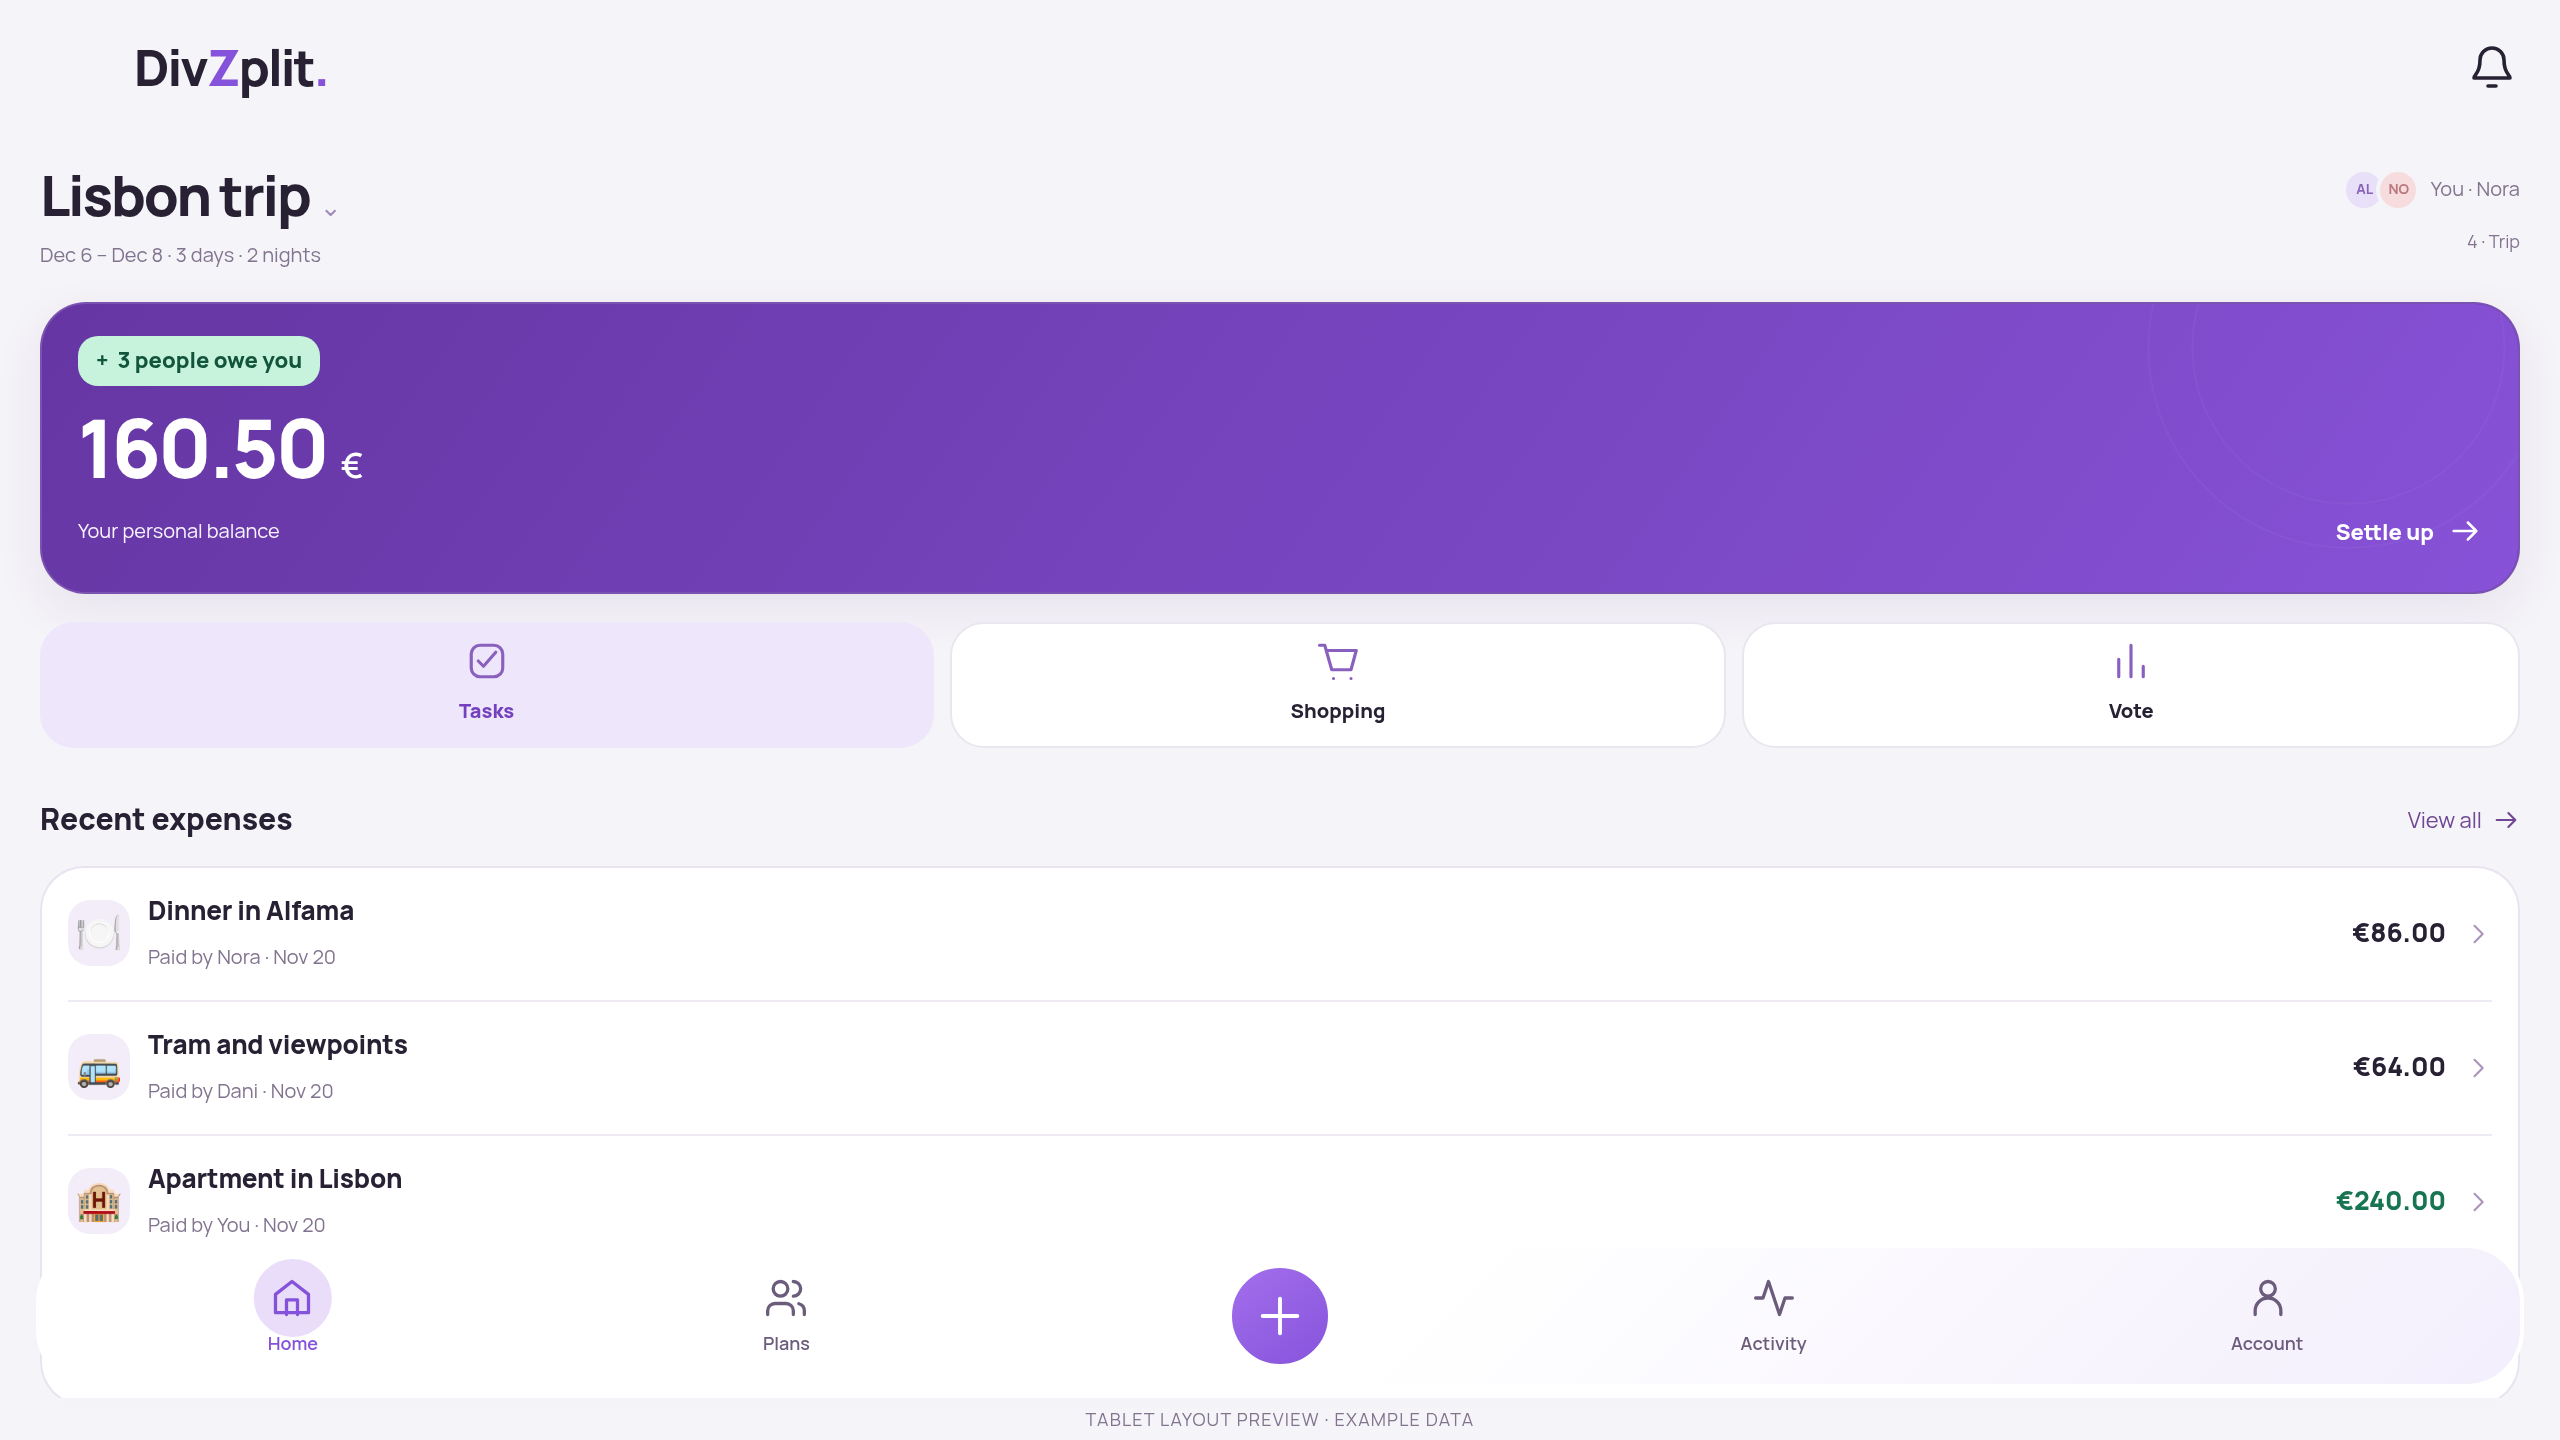 DivZplit.
Lisbon trip
AL NO You · Nora
Dec 6 – Dec 8 · 3 days · 2 nights
4 · Trip
+ 3 people owe you
160.50 €
Your personal balance
Settle up
Tasks
Shopping
Vote
Recent expenses
View all
Dinner in Alfama
Paid by Nora · Nov 20
€86.00
Tram and viewpoints
Paid by Dani · Nov 20
€64.00
Apartment in Lisbon
Paid by You · Nov 20
€240.00
Home
Plans
Activity
Account
TABLET LAYOUT PREVIEW · EXAMPLE DATA